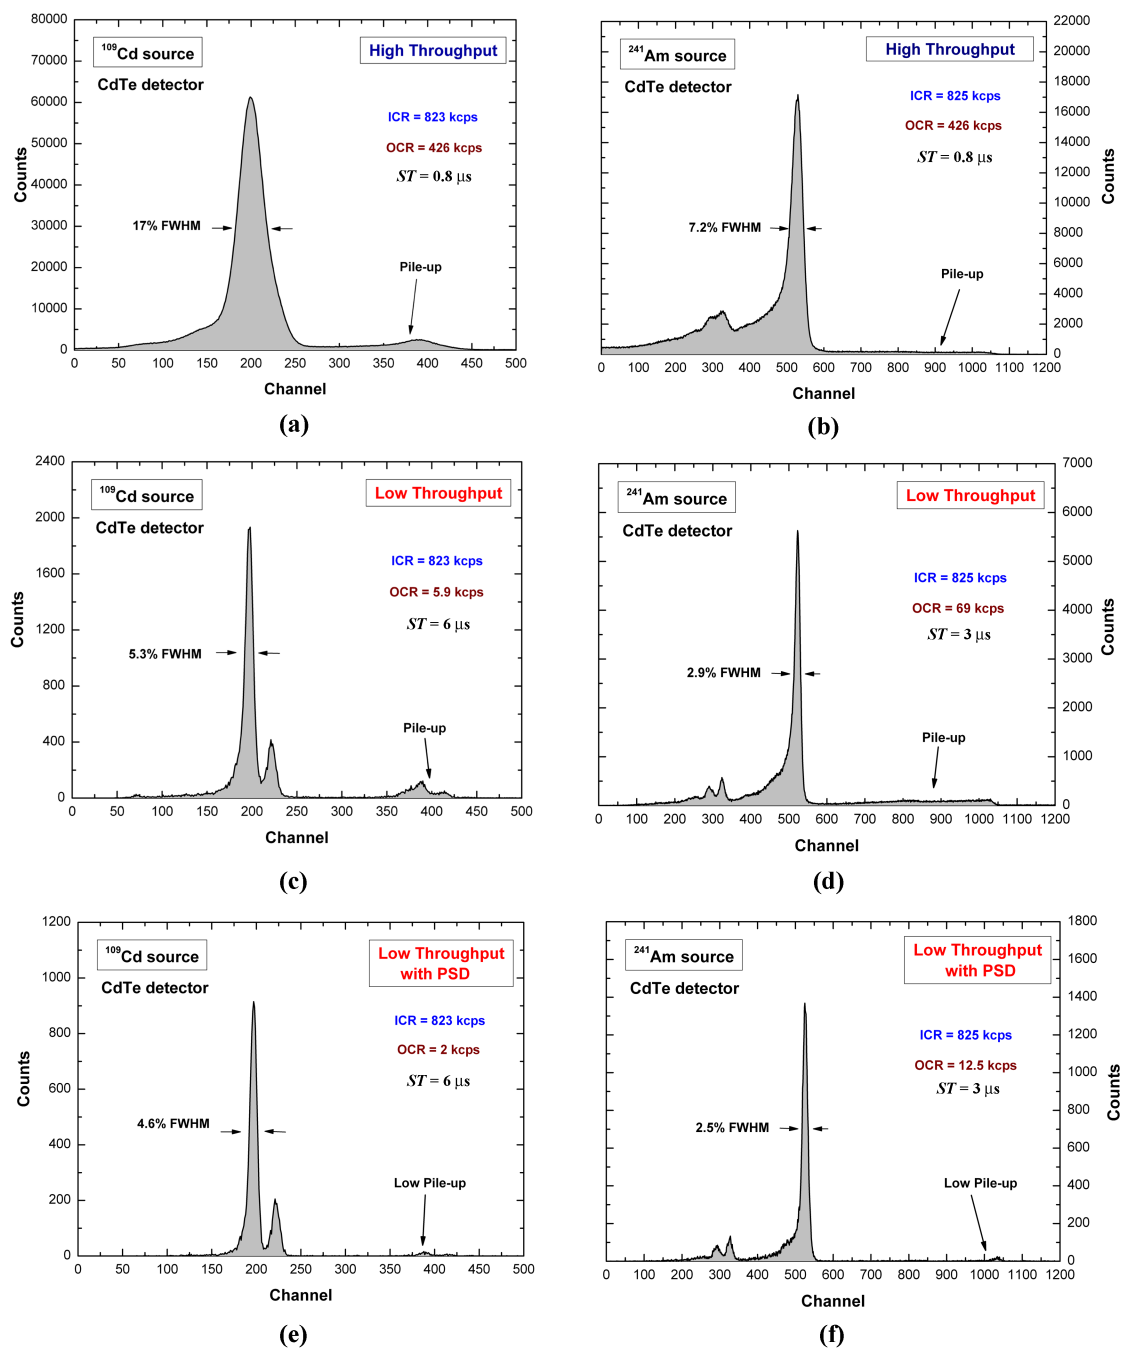 80000
70000
60000
50000
40000
30000
20000
10000
0
Counts
¹⁰⁹Cd source
CdTe detector
High Throughput
ICR = 823 kcps
OCR = 426 kcps
ST = 0.8 μs
17% FWHM
Pile-up
0 50 100 150 200 250 300 350 400 450 500
Channel
(a)
22000
20000
18000
16000
14000
12000
10000
8000
6000
4000
2000
0
Counts
²⁴¹Am source
CdTe detector
High Throughput
ICR = 825 kcps
OCR = 426 kcps
ST = 0.8 μs
7.2% FWHM
Pile-up
0 100 200 300 400 500 600 700 800 900 1000 1100 1200
Channel
(b)
2400
2000
1600
1200
800
400
0
Counts
¹⁰⁹Cd source
CdTe detector
Low Throughput
ICR = 823 kcps
OCR = 5.9 kcps
ST = 6 μs
5.3% FWHM
Pile-up
0 50 100 150 200 250 300 350 400 450 500
Channel
(c)
7000
6000
5000
4000
3000
2000
1000
0
Counts
²⁴¹Am source
CdTe detector
Low Throughput
ICR = 825 kcps
OCR = 69 kcps
ST = 3 μs
2.9% FWHM
Pile-up
0 100 200 300 400 500 600 700 800 900 1000 1100 1200
Channel
(d)
1200
1000
800
600
400
200
0
Counts
¹⁰⁹Cd source
CdTe detector
Low Throughput
with PSD
ICR = 823 kcps
OCR = 2 kcps
ST = 6 μs
4.6% FWHM
Low Pile-up
0 50 100 150 200 250 300 350 400 450 500
Channel
(e)
1800
1600
1400
1200
1000
800
600
400
200
0
Counts
²⁴¹Am source
CdTe detector
Low Throughput
with PSD
ICR = 825 kcps
OCR = 12.5 kcps
ST = 3 μs
2.5% FWHM
Low Pile-up
0 100 200 300 400 500 600 700 800 900 1000 1100 1200
Channel
(f)